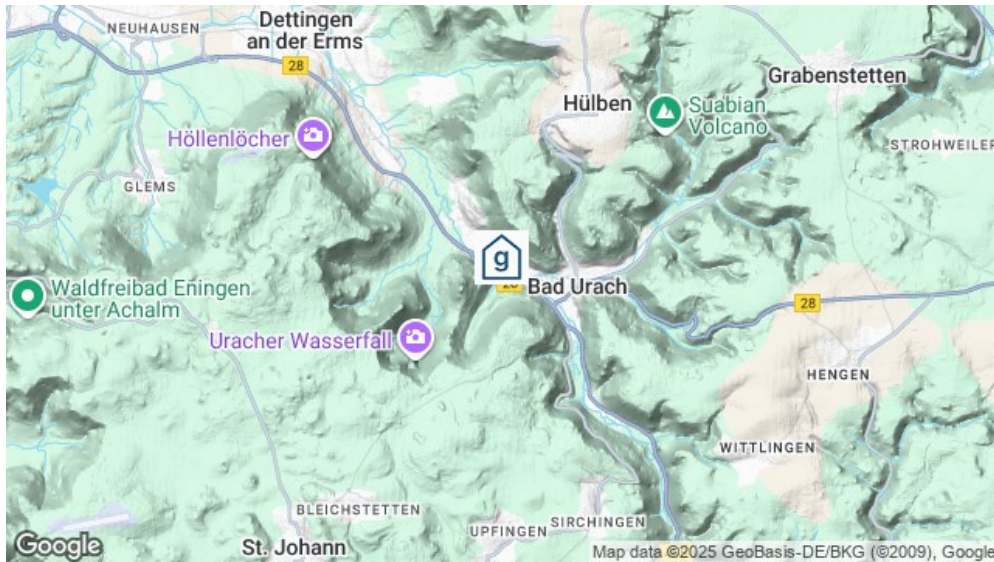 NEUHAUSEN
Dettingen
an der Erms
28
Grabenstetten
Hülben
Suabian
Volcano
Höllenlöcher
STROHWEILER
GLEMS
g
Waldfreibad Eningen
unter Achalm
28
Bad Urach
28
Uracher Wasserfall
HENGEN
WITTLINGEN
BLEICHSTETTEN
UPFINGEN
SIRCHINGEN
St. Johann
Google
Map data ©2025 GeoBasis-DE/BKG (©2009), Google